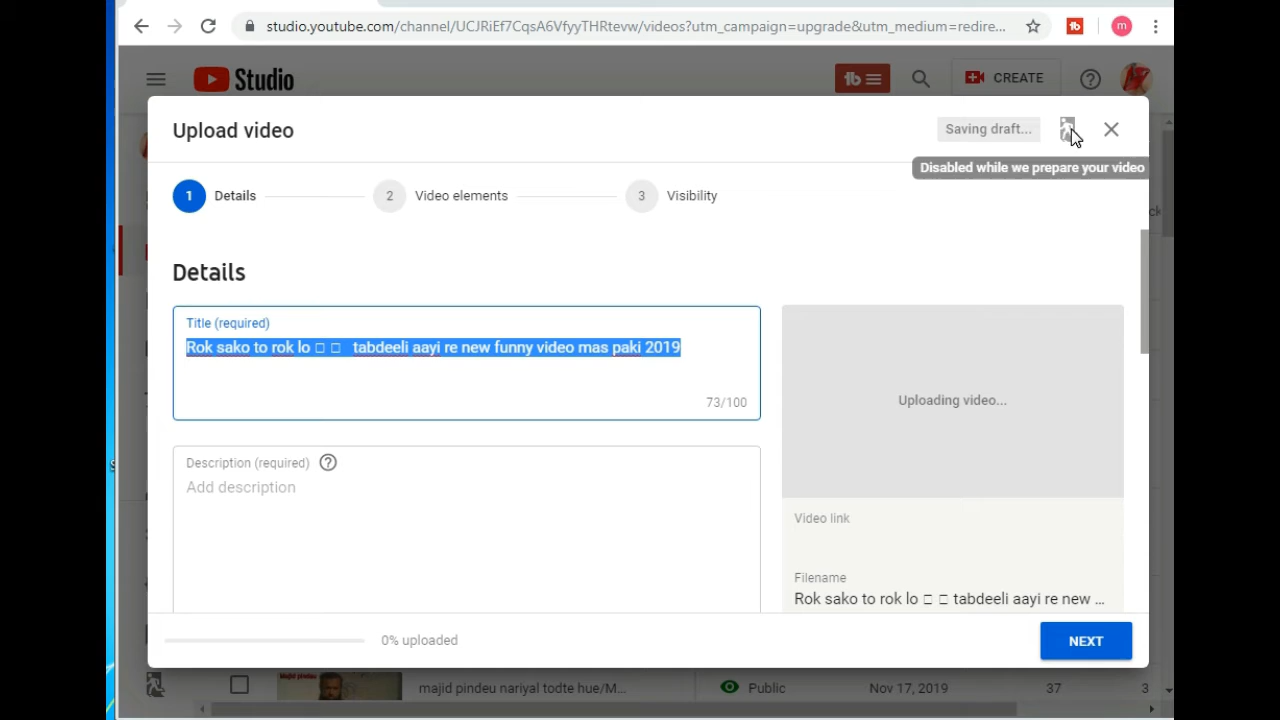 studio.youtube.com/channel/UCJRiEf7CqsA6VfyyTHRtevw/videos?utm_campaign=upgrade&utm_medium=redire...
m
Studio
CREATE
Upload video
Saving draft...
Disabled while we prepare your video
1 Details
2 Video elements
3 Visibility
Details
Title (required)
Rok sako to rok lo □ □ tabdeeli aayi re new funny video mas paki 2019
73/100
Uploading video...
Description (required)
Add description
Video link
Filename
Rok sako to rok lo □ □ tabdeeli aayi re new ...
0% uploaded
NEXT
majid pindeu nariyal todte hue/M...
Public
Nov 17, 2019
37
3